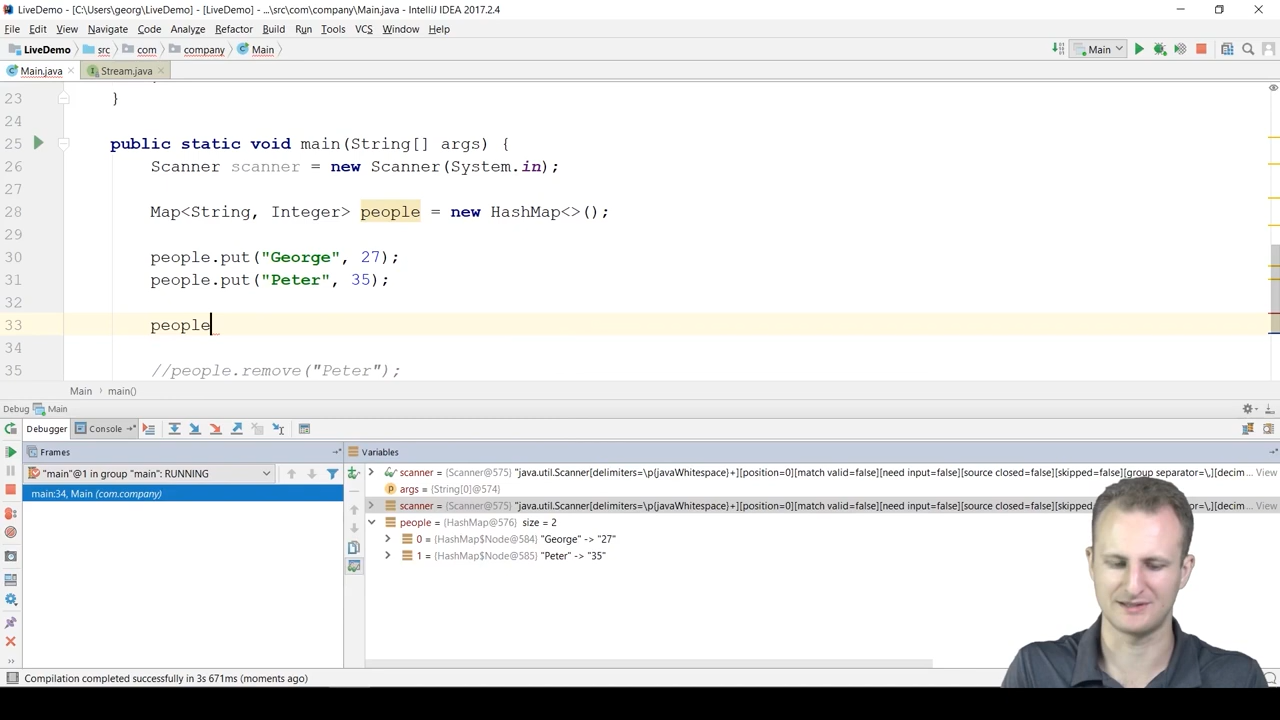 LiveDemo - [C:\Users\georg\LiveDemo] - [LiveDemo] - ...\src\com\company\Main.java - IntelliJ IDEA 2017.2.4
File Edit View Navigate Code Analyze Refactor Build Run Tools VCS Window Help
LiveDemo src com company Main Main
Main.java Stream.java
23 }
24
25 public static void main(String[] args) {
26 Scanner scanner = new Scanner(System.in);
27
28 Map<String, Integer> people = new HashMap<>();
29
30 people.put("George", 27);
31 people.put("Peter", 35);
32
33 people
34
35 //people.remove("Peter");
Main main()
Debug Main
Debugger Console
Frames Variables
"main"@1 in group "main": RUNNING
main:34, Main (com.company)
scanner = {Scanner@575} "java.util.Scanner[delimiters=\p{javaWhitespace}+][position=0][match valid=false][need input=false][source closed=false][skipped=false][group separator=\,][decim... View
args = {String[0]@574}
scanner = {Scanner@575} "java.util.Scanner[delimiters=\p{javaWhitespace}+][position=0][match valid=false][need input=false][source closed=false][skipped=false][group separator=\,][decim... View
people = {HashMap@576} size = 2
0 = {HashMap$Node@584} "George" -> "27"
1 = {HashMap$Node@585} "Peter" -> "35"
Compilation completed successfully in 3s 671ms (moments ago)